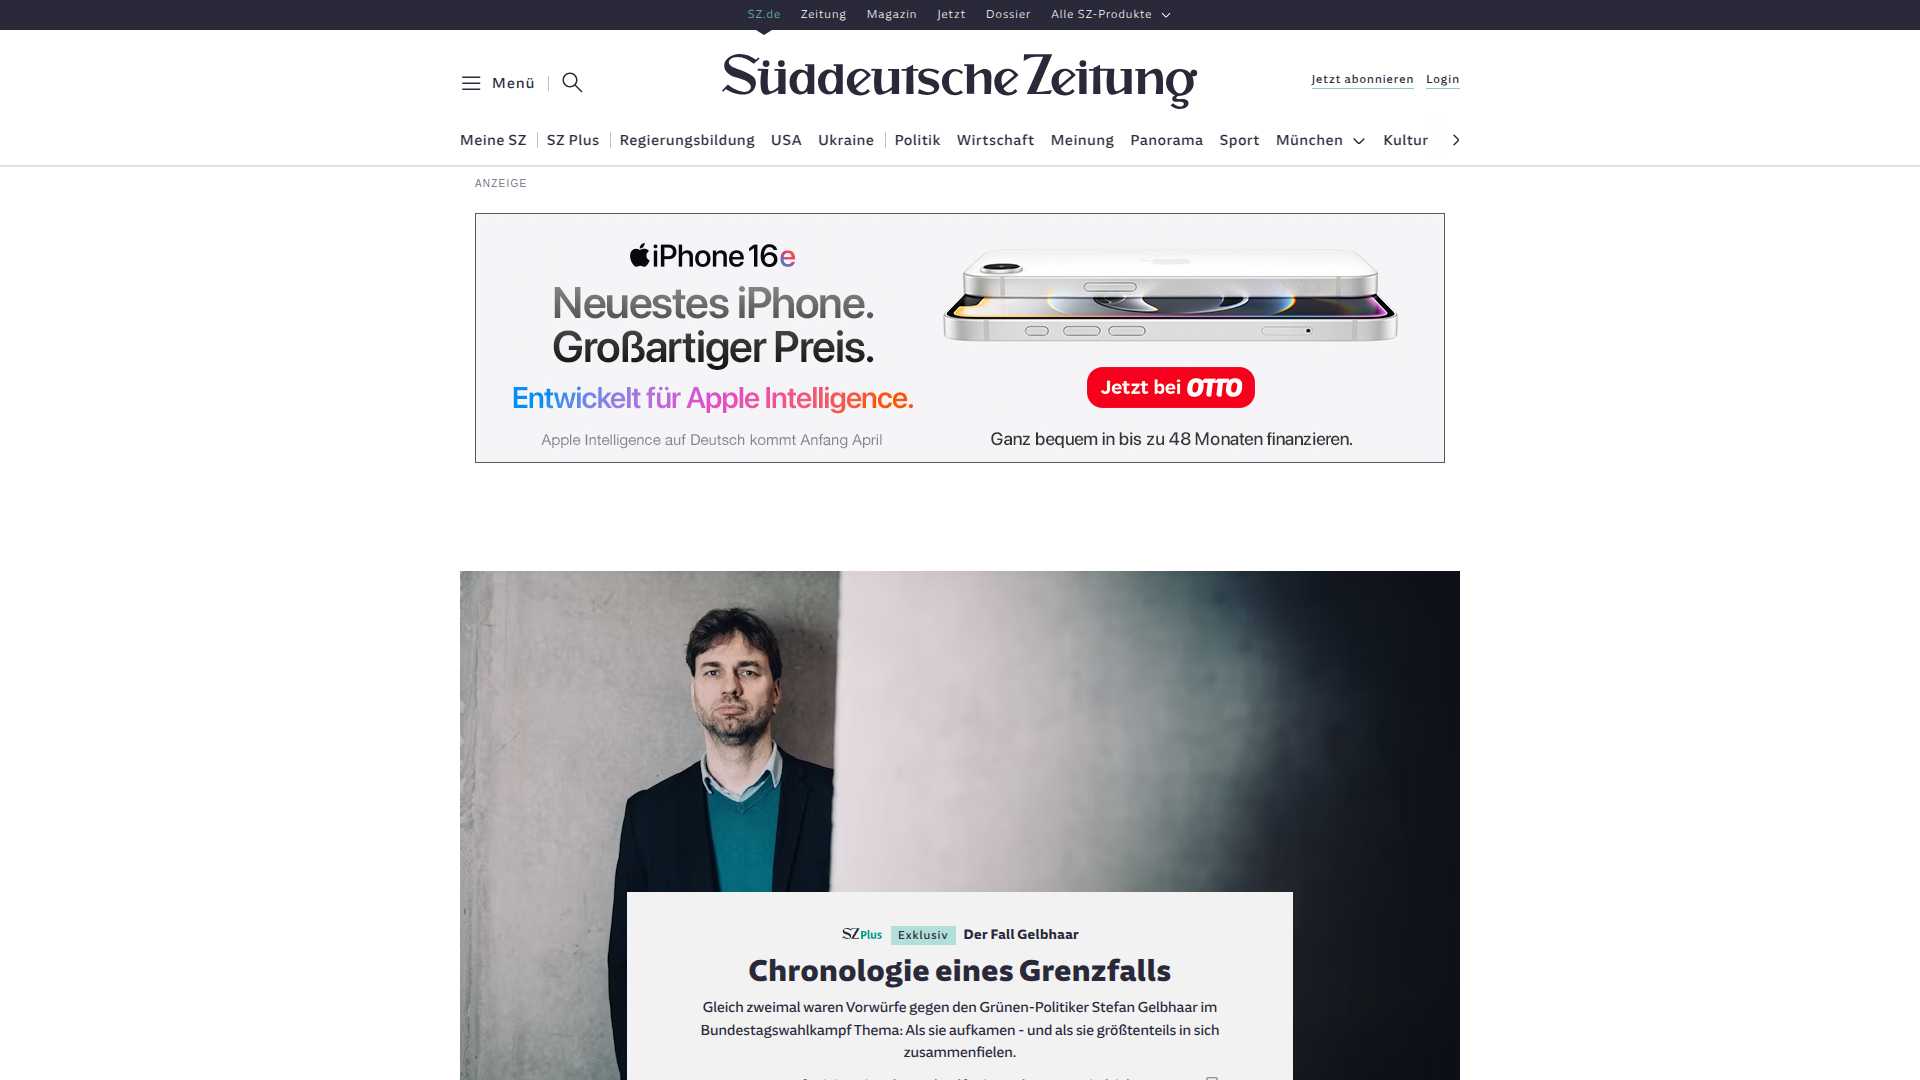 SZ.de Zeitung Magazin Jetzt Dossier Alle SZ-Produkte
Menü
Süddeutsche Zeitung
Jetzt abonnieren Login
Meine SZ SZ Plus Regierungsbildung USA Ukraine Politik Wirtschaft Meinung Panorama Sport München Kultur
ANZEIGE
iPhone 16e
Neuestes iPhone.
Großartiger Preis.
Entwickelt für Apple Intelligence.
Apple Intelligence auf Deutsch kommt Anfang April
Jetzt bei OTTO
Ganz bequem in bis zu 48 Monaten finanzieren.
SZ Plus Exklusiv Der Fall Gelbhaar
Chronologie eines Grenzfalls
Gleich zweimal waren Vorwürfe gegen den Grünen-Politiker Stefan Gelbhaar im
Bundestagswahlkampf Thema: Als sie aufkamen - und als sie größtenteils in sich
zusammenfielen.